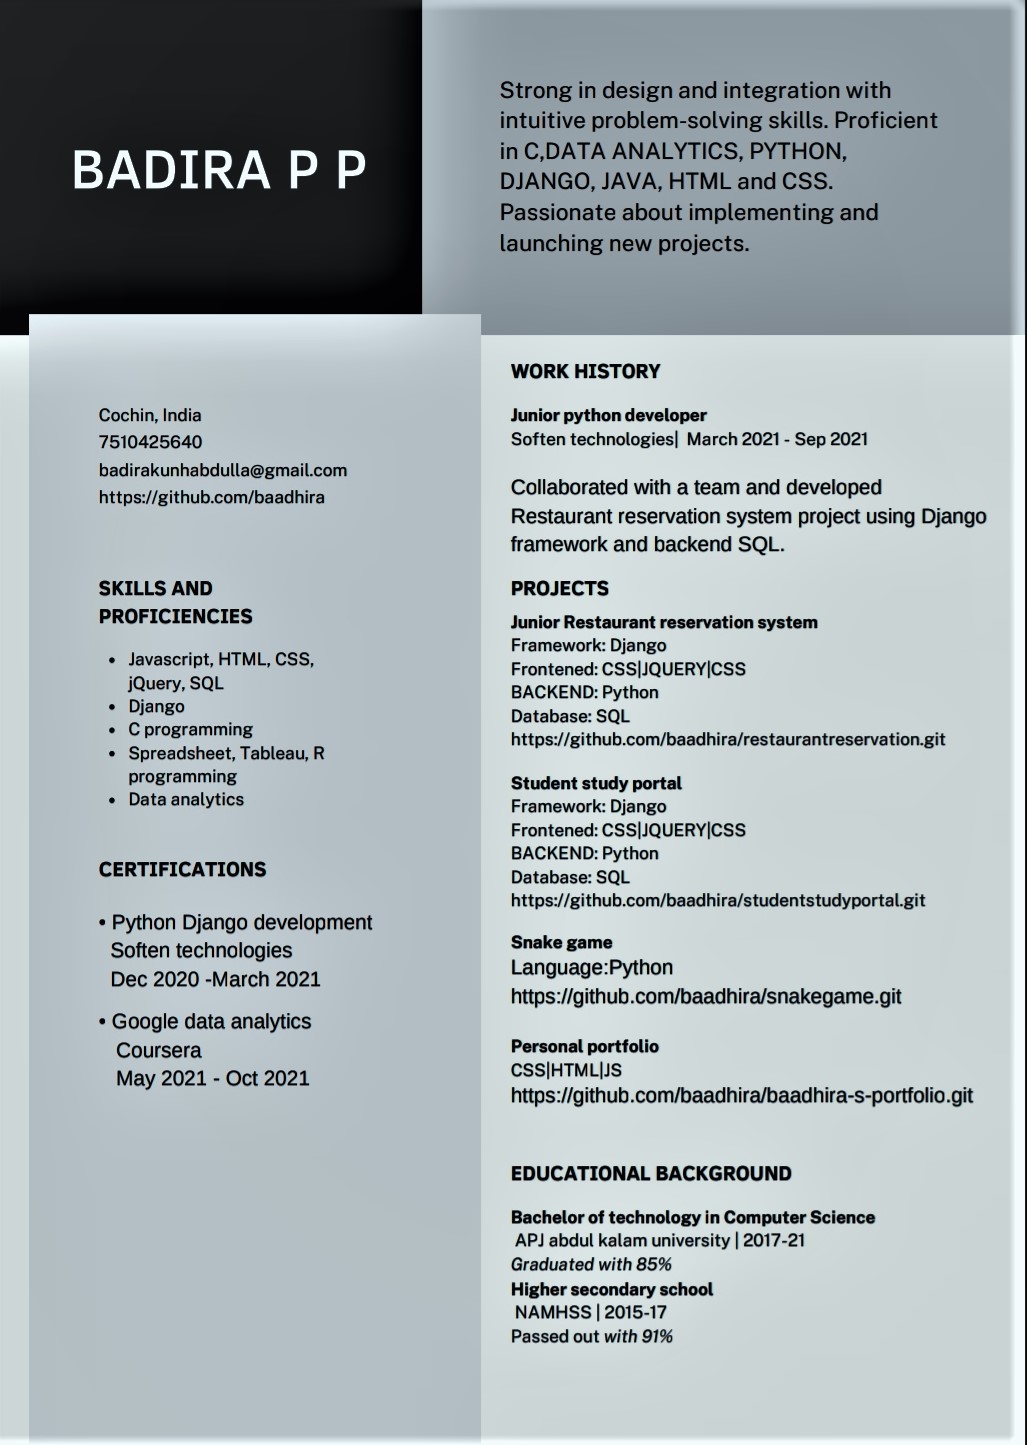 BADIRA P P
Strong in design and integration with
intuitive problem-solving skills. Proficient
in C,DATA ANALYTICS, PYTHON,
DJANGO, JAVA, HTML and CSS.
Passionate about implementing and
launching new projects.
Cochin, India
7510425640
badirakunhabdulla@gmail.com
https://github.com/baadhira
SKILLS AND
PROFICIENCIES
• Javascript, HTML, CSS,
jQuery, SQL
• Django
• C programming
• Spreadsheet, Tableau, R
programming
• Data analytics
CERTIFICATIONS
• Python Django development
Soften technologies
Dec 2020 -March 2021
• Google data analytics
Coursera
May 2021 - Oct 2021
WORK HISTORY
Junior python developer
Soften technologies| March 2021 - Sep 2021
Collaborated with a team and developed
Restaurant reservation system project using Django
framework and backend SQL.
PROJECTS
Junior Restaurant reservation system
Framework: Django
Frontened: CSS|JQUERY|CSS
BACKEND: Python
Database: SQL
https://github.com/baadhira/restaurantreservation.git
Student study portal
Framework: Django
Frontened: CSS|JQUERY|CSS
BACKEND: Python
Database: SQL
https://github.com/baadhira/studentstudyportal.git
Snake game
Language:Python
https://github.com/baadhira/snakegame.git
Personal portfolio
CSS|HTML|JS
https://github.com/baadhira/baadhira-s-portfolio.git
EDUCATIONAL BACKGROUND
Bachelor of technology in Computer Science
APJ abdul kalam university | 2017-21
Graduated with 85%
Higher secondary school
NAMHSS | 2015-17
Passed out with 91%